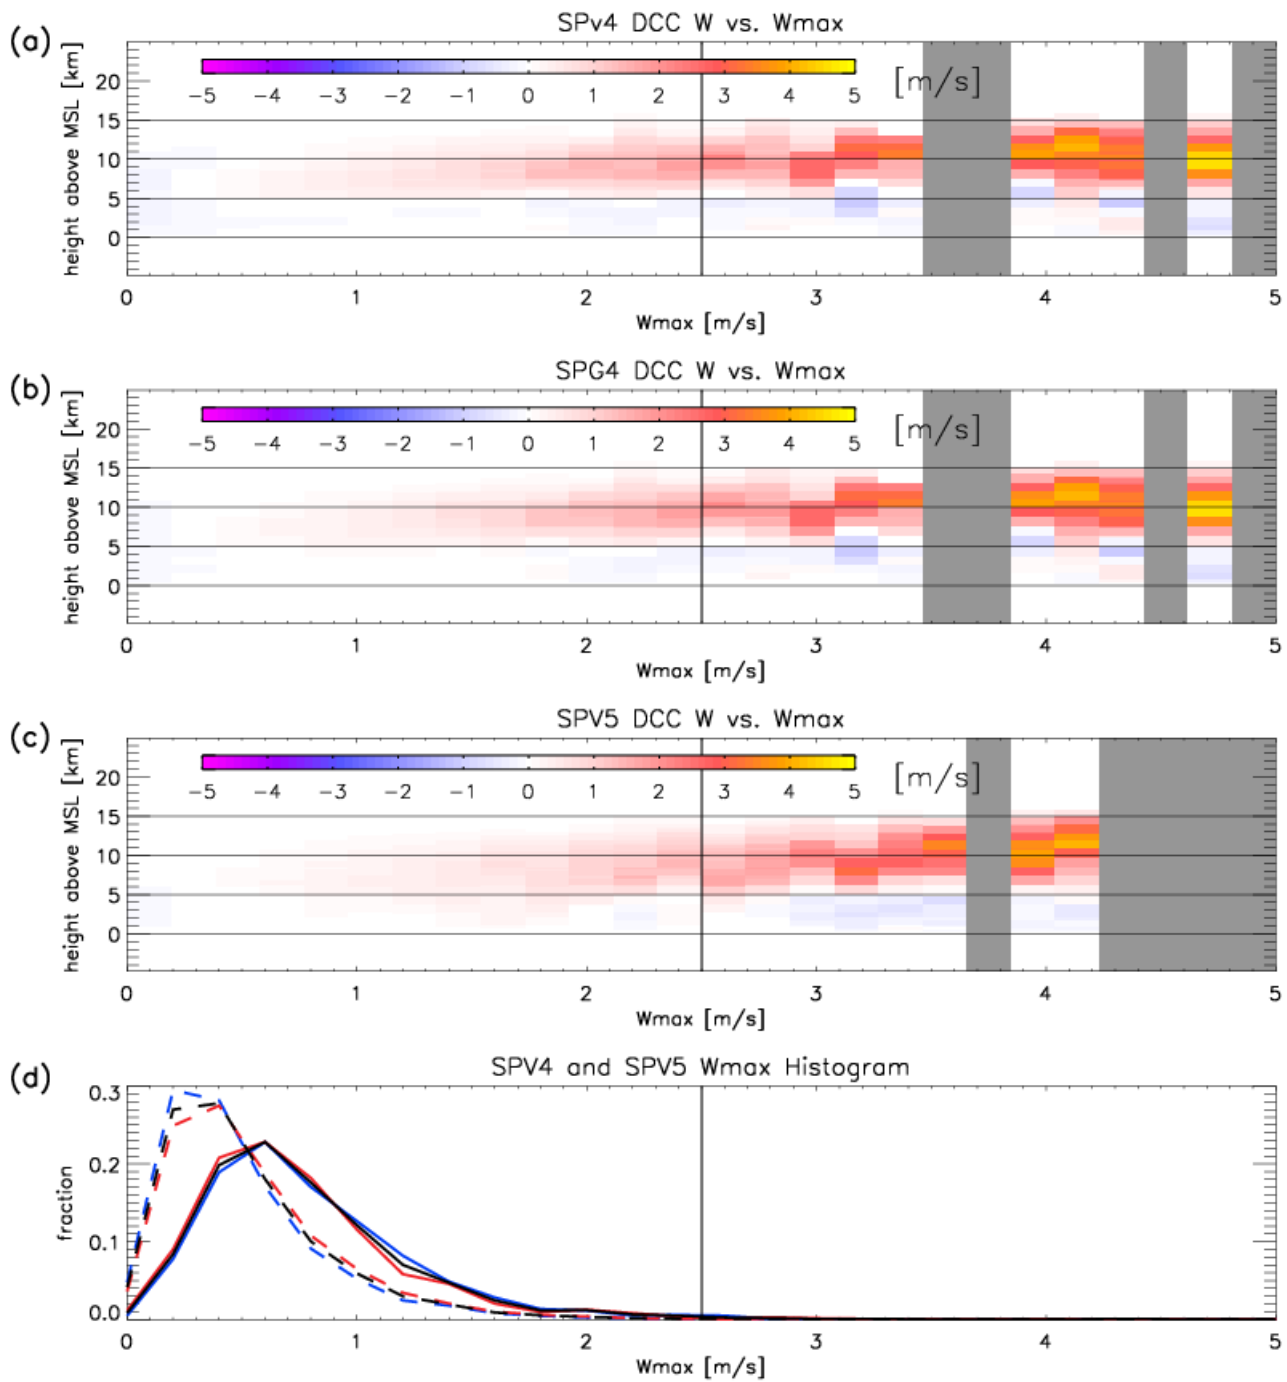 (a)
SPv4 DCC W vs. Wmax
height above MSL [km]
20
15
10
5
0
-5 -4 -3 -2 -1 0 1 2 3 4 5
[m/s]
0 1 2 3 4 5
Wmax [m/s]
(b)
SPG4 DCC W vs. Wmax
height above MSL [km]
20
15
10
5
0
-5 -4 -3 -2 -1 0 1 2 3 4 5
[m/s]
0 1 2 3 4 5
Wmax [m/s]
(c)
SPV5 DCC W vs. Wmax
height above MSL [km]
20
15
10
5
0
-5 -4 -3 -2 -1 0 1 2 3 4 5
[m/s]
0 1 2 3 4 5
Wmax [m/s]
(d)
SPV4 and SPV5 Wmax Histogram
fraction
0.3
0.2
0.1
0.0
0 1 2 3 4 5
Wmax [m/s]